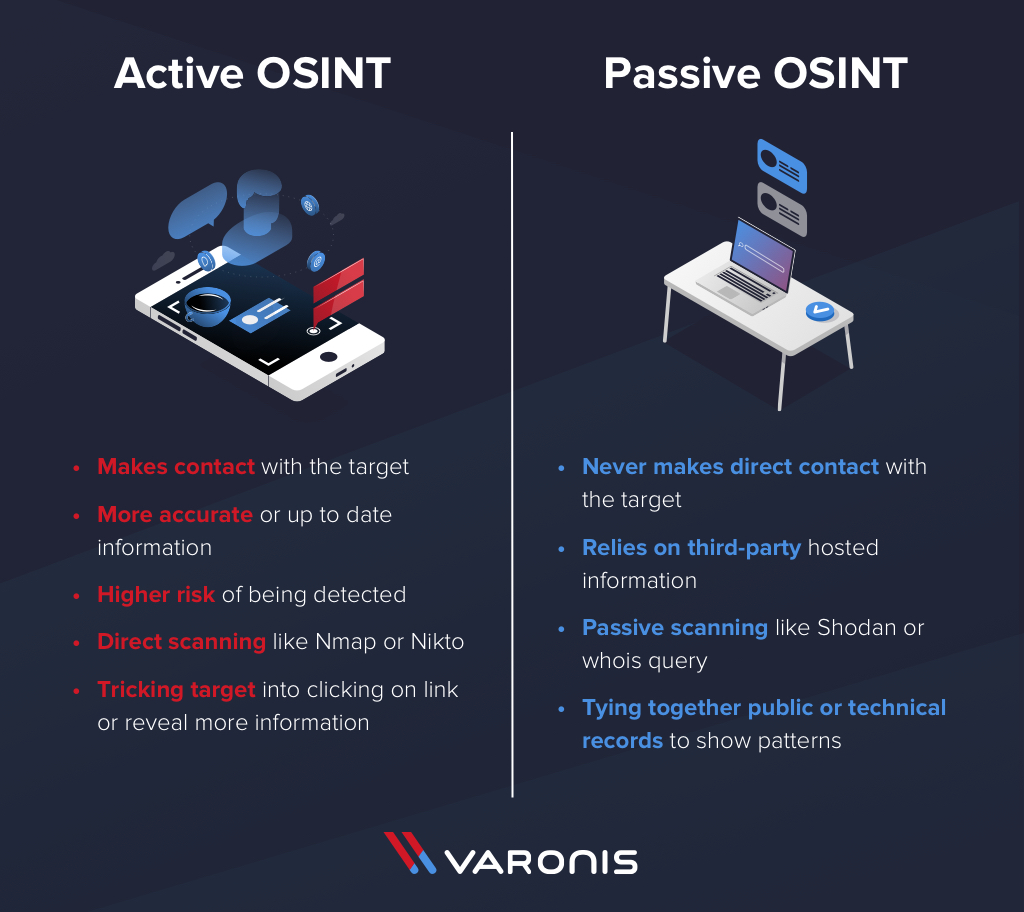 Active OSINT
• Makes contact with the target
• More accurate or up to date
information
• Higher risk of being detected
• Direct scanning like Nmap or Nikto
• Tricking target into clicking on link
or reveal more information
Passive OSINT
• Never makes direct contact with
the target
• Relies on third-party hosted
information
• Passive scanning like Shodan or
whois query
• Tying together public or technical
records to show patterns
VARONIS